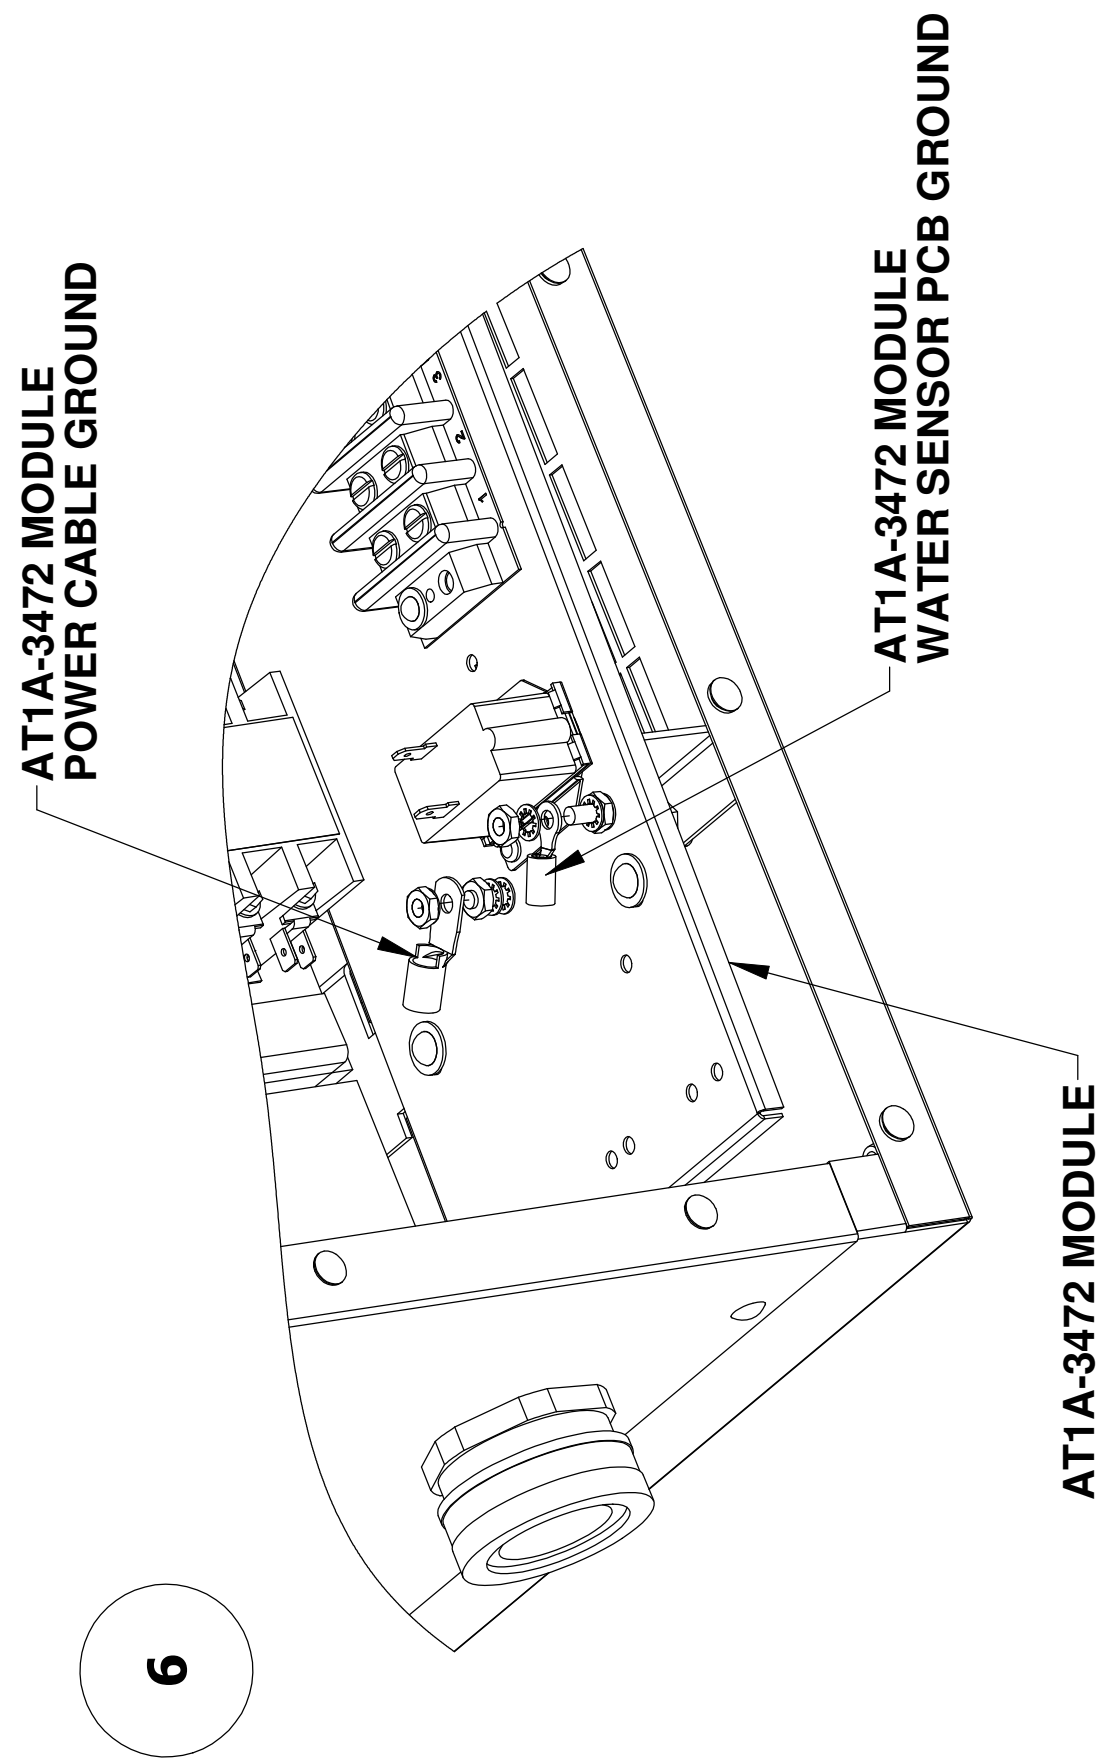 6
AT1A-3472 MODULE
POWER CABLE GROUND
1
2
3
AT1A-3472 MODULE
WATER SENSOR PCB GROUND
AT1A-3472 MODULE